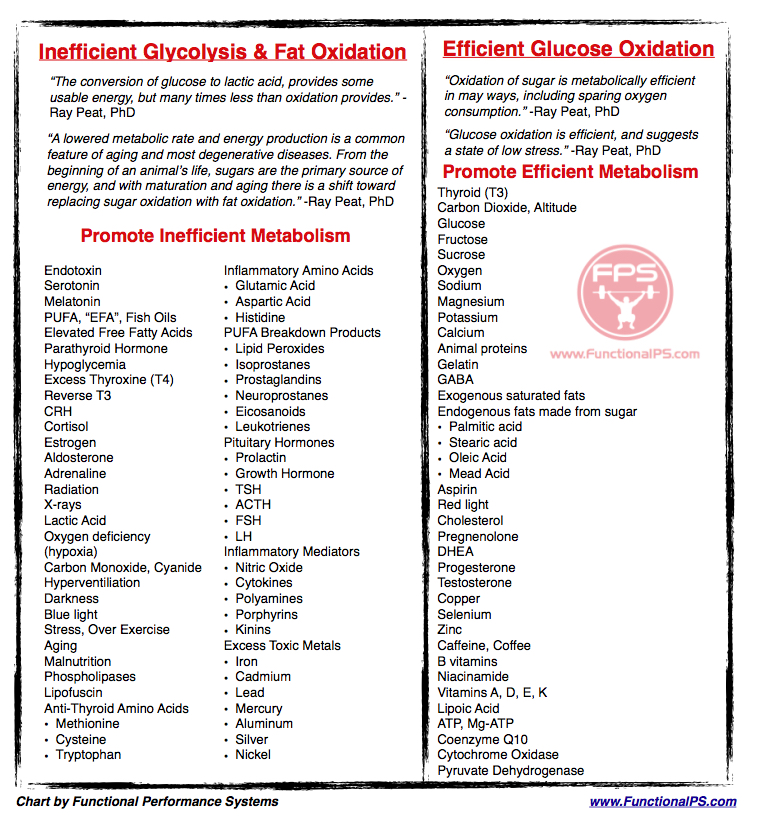 Inefficient Glycolysis & Fat Oxidation
“The conversion of glucose to lactic acid, provides some
usable energy, but many times less than oxidation provides.” -
Ray Peat, PhD
“A lowered metabolic rate and energy production is a common
feature of aging and most degenerative diseases. From the
beginning of an animal’s life, sugars are the primary source of
energy, and with maturation and aging there is a shift toward
replacing sugar oxidation with fat oxidation.” -Ray Peat, PhD
Promote Inefficient Metabolism
Endotoxin
Serotonin
Melatonin
PUFA, “EFA”, Fish Oils
Elevated Free Fatty Acids
Parathyroid Hormone
Hypoglycemia
Excess Thyroxine (T4)
Reverse T3
CRH
Cortisol
Estrogen
Aldosterone
Adrenaline
Radiation
X-rays
Lactic Acid
Oxygen deficiency
(hypoxia)
Carbon Monoxide, Cyanide
Hyperventiliation
Darkness
Blue light
Stress, Over Exercise
Aging
Malnutrition
Phospholipases
Lipofuscin
Anti-Thyroid Amino Acids
• Methionine
• Cysteine
• Tryptophan
Inflammatory Amino Acids
• Glutamic Acid
• Aspartic Acid
• Histidine
PUFA Breakdown Products
• Lipid Peroxides
• Isoprostanes
• Prostaglandins
• Neuroprostanes
• Eicosanoids
• Leukotrienes
Pituitary Hormones
• Prolactin
• Growth Hormone
• TSH
• ACTH
• FSH
• LH
Inflammatory Mediators
• Nitric Oxide
• Cytokines
• Polyamines
• Porphyrins
• Kinins
Excess Toxic Metals
• Iron
• Cadmium
• Lead
• Mercury
• Aluminum
• Silver
• Nickel
Efficient Glucose Oxidation
“Oxidation of sugar is metabolically efficient
in may ways, including sparing oxygen
consumption.” -Ray Peat, PhD
“Glucose oxidation is efficient, and suggests
a state of low stress.” -Ray Peat, PhD
Promote Efficient Metabolism
Thyroid (T3)
Carbon Dioxide, Altitude
Glucose
Fructose
Sucrose
Oxygen
Sodium
Magnesium
Potassium
Calcium
Animal proteins
Gelatin
GABA
Exogenous saturated fats
Endogenous fats made from sugar
• Palmitic acid
• Stearic acid
• Oleic Acid
• Mead Acid
Aspirin
Red light
Cholesterol
Pregnenolone
DHEA
Progesterone
Testosterone
Copper
Selenium
Zinc
Caffeine, Coffee
B vitamins
Niacinamide
Vitamins A, D, E, K
Lipoic Acid
ATP, Mg-ATP
Coenzyme Q10
Cytochrome Oxidase
Pyruvate Dehydrogenase
FPS
www.FunctionalPS.com
Chart by Functional Performance Systems
www.FunctionalPS.com